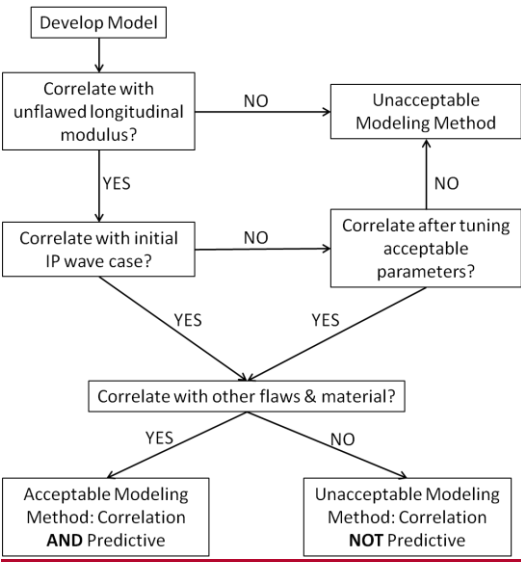 Develop Model
Correlate with
unflawed longitudinal
modulus?
NO
Unacceptable
Modeling Method
YES
NO
Correlate with initial
IP wave case?
NO
Correlate after tuning
acceptable
parameters?
YES
YES
Correlate with other flaws & material?
YES
NO
Acceptable Modeling
Method: Correlation
AND Predictive
Unacceptable Modeling
Method: Correlation
NOT Predictive